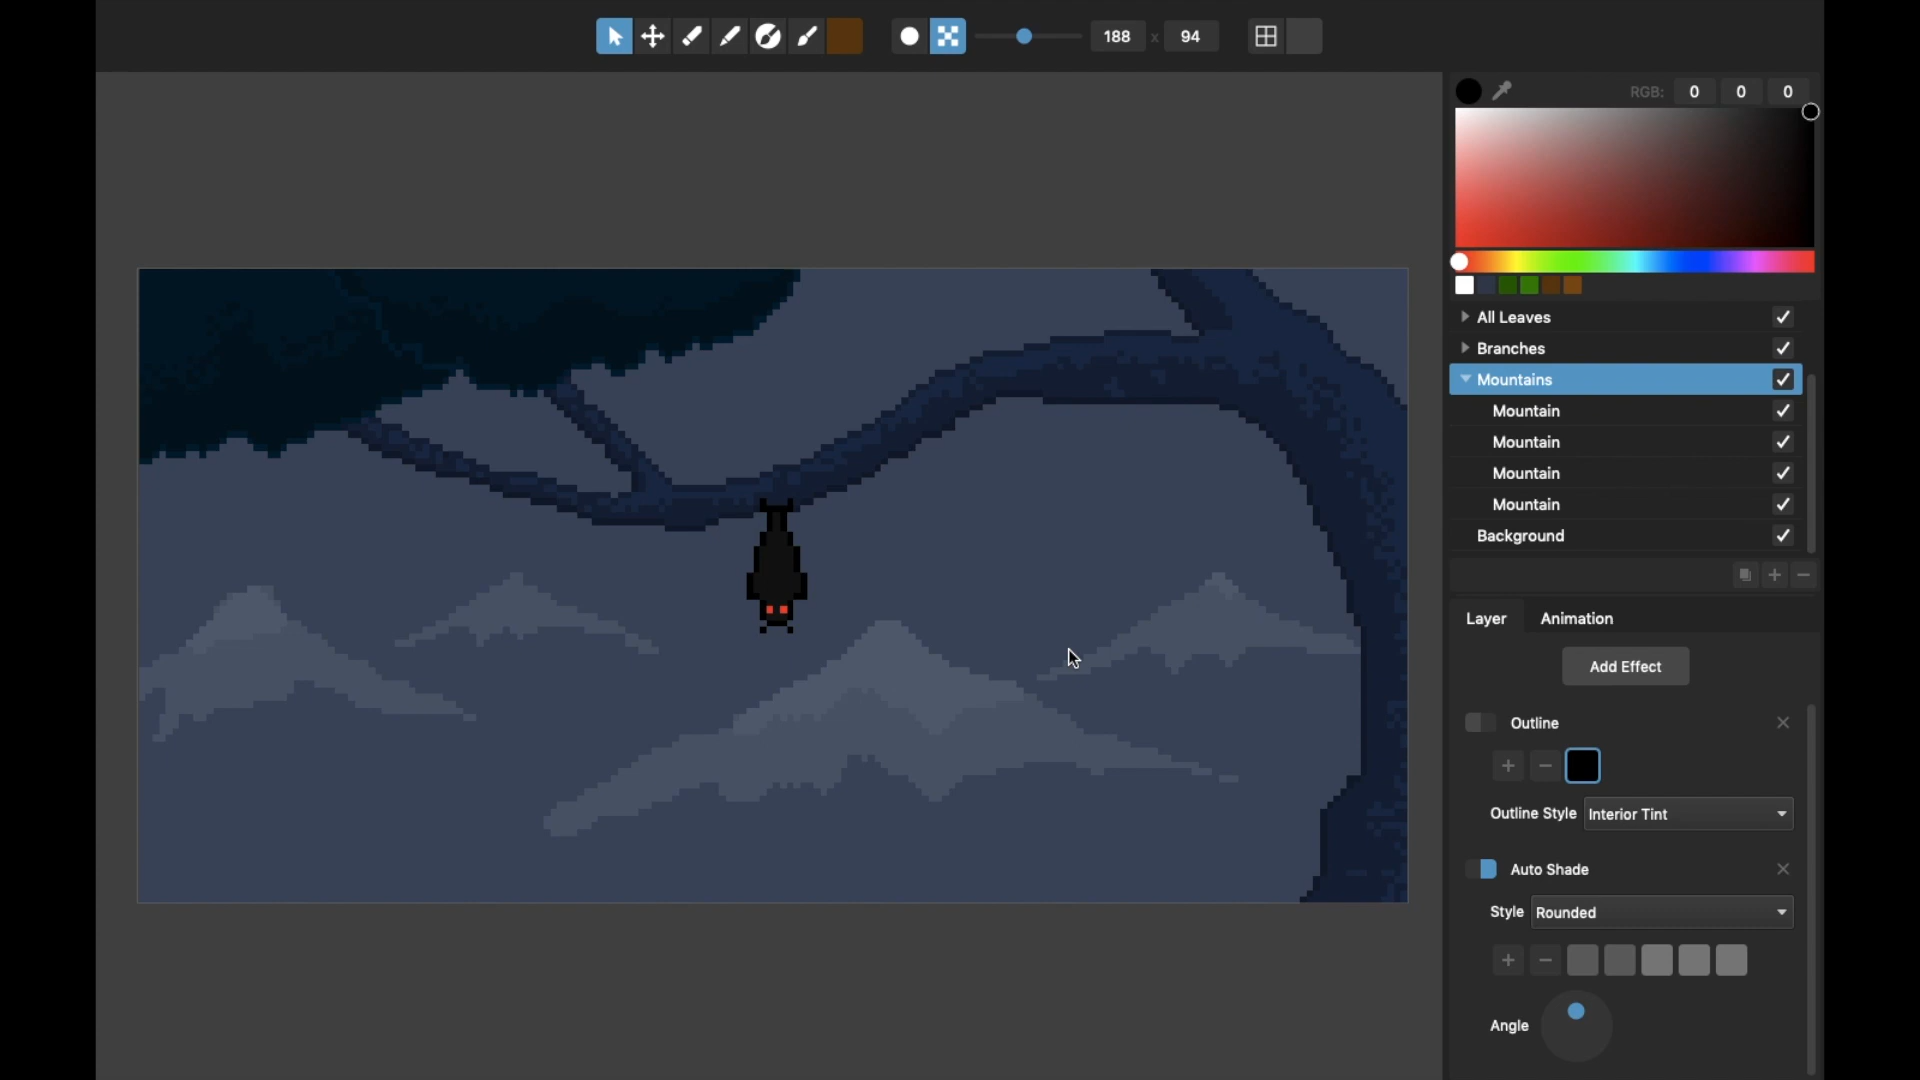 188 x 94
RGB: 0 0 0
All Leaves
Branches
Mountains
Mountain
Mountain
Mountain
Mountain
Background
Layer Animation
Add Effect
Outline
Outline Style Interior Tint
Auto Shade
Style Rounded
Angle